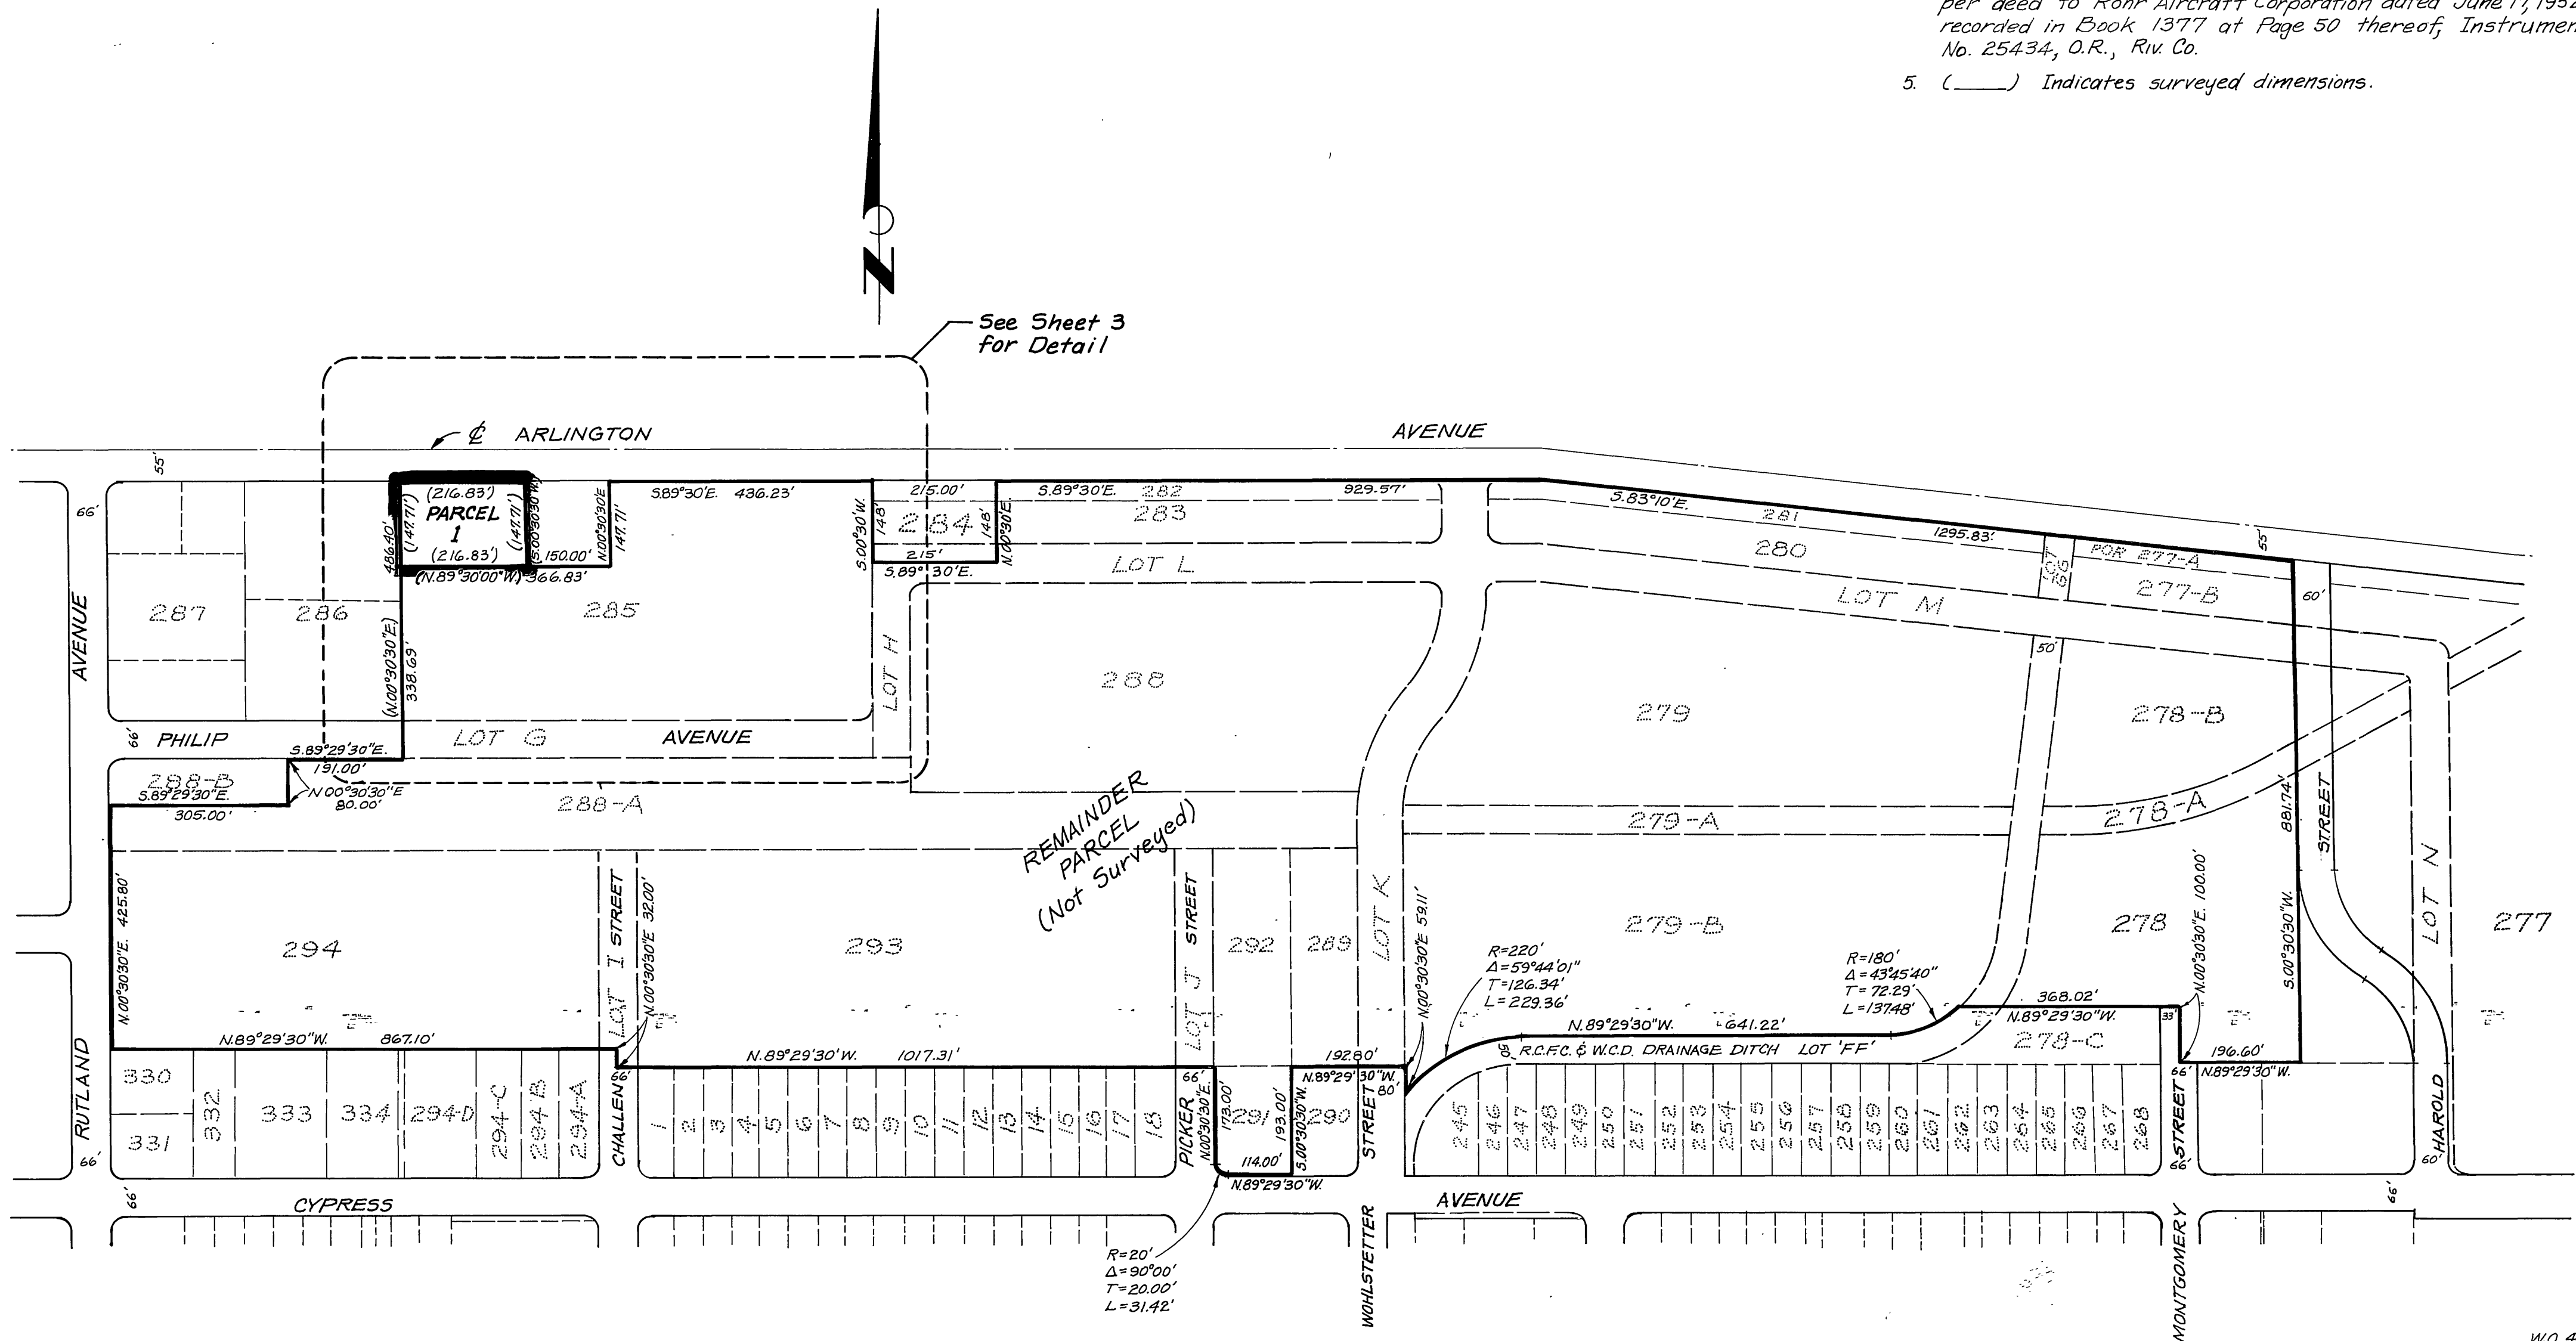 per deed to Rohr Aircraft Corporation dated June 17, 1952
recorded in Book 1377 at Page 50 thereof, Instrumen
No. 25434, O.R., Riv. Co.
5. (____) Indicates surveyed dimensions.
N
See Sheet 3
for Detail
℄ ARLINGTON
AVENUE
55'
66'
(216.83')
PARCEL
1
(216.83')
(147.71')
(147.71')
486.40'
(S.00°30'30"W.)
150.00'
(N.89°30'00"W.) 366.83'
N.00°30'30"E
147.71'
S.89°30'E. 436.23'
S.00°30'W.
148'
215.00'
284
148'
215'
S.89°30'E.
N.00°30'E.
S.89°30'E. 282 929.57'
283
LOT L
S.83°10'E.
281
1295.83'
280
LOT 66
POR 277-A
55'
277-B
60'
LOT M
AVENUE
287
286
285
(N.00°30'30"E)
338.69'
LOT H
288
279
50'
278-B
66'
PHILIP
LOT G
AVENUE
S.89°29'30"E.
191.00'
288-B
S.89°29'30"E.
305.00'
N 00°30'30"E
80.00'
288-A
REMAINDER
PARCEL
(Not Surveyed)
279-A
278-A
881.74'
STREET
N.00°30'30"E. 425.80'
294
LOT I STREET
N.00°30'30"E 32.00'
293
LOT J STREET
292
289
LOT K
N.00°30'30"E 59.11'
279-B
278
N.00°30'30"E. 100.00'
S.00°30'30"W.
LOT N
277
R=220'
Δ=59°44'01"
T=126.34'
L=229.36'
R=180'
Δ=43°45'40"
T=72.29'
L=137.48'
368.02'
N.89°29'30"W.
33'
278-C
N.89°29'30"W. 641.22'
50'
R.C.F.C. & W.C.D. DRAINAGE DITCH LOT 'FF'
196.60'
N.89°29'30"W.
66'
N.89°29'30"W. 867.10'
N.89°29'30"W. 1017.31'
192.80'
N.89°29'30"W.
80'
66'
66'
RUTLAND
66'
330
331
332
333
334
294-D
294-C
294 B
294-A
CHALLEN
1
2
3
4
5
6
7
8
9
10
11
12
13
14
15
16
17
18
PICKER
N.00°30'30"E.
173.00'
291
193.00'
S.00°30'30"W.
290
114.00'
N.89°29'30"W.
STREET
245
246
247
248
249
250
251
252
253
254
255
256
257
258
259
260
261
262
263
264
265
266
267
268
STREET
66'
HAROLD
60'
66'
CYPRESS
AVENUE
66'
R=20'
Δ=90°00'
T=20.00'
L=31.42'
WOHLSTETTER
MONTGOMERY